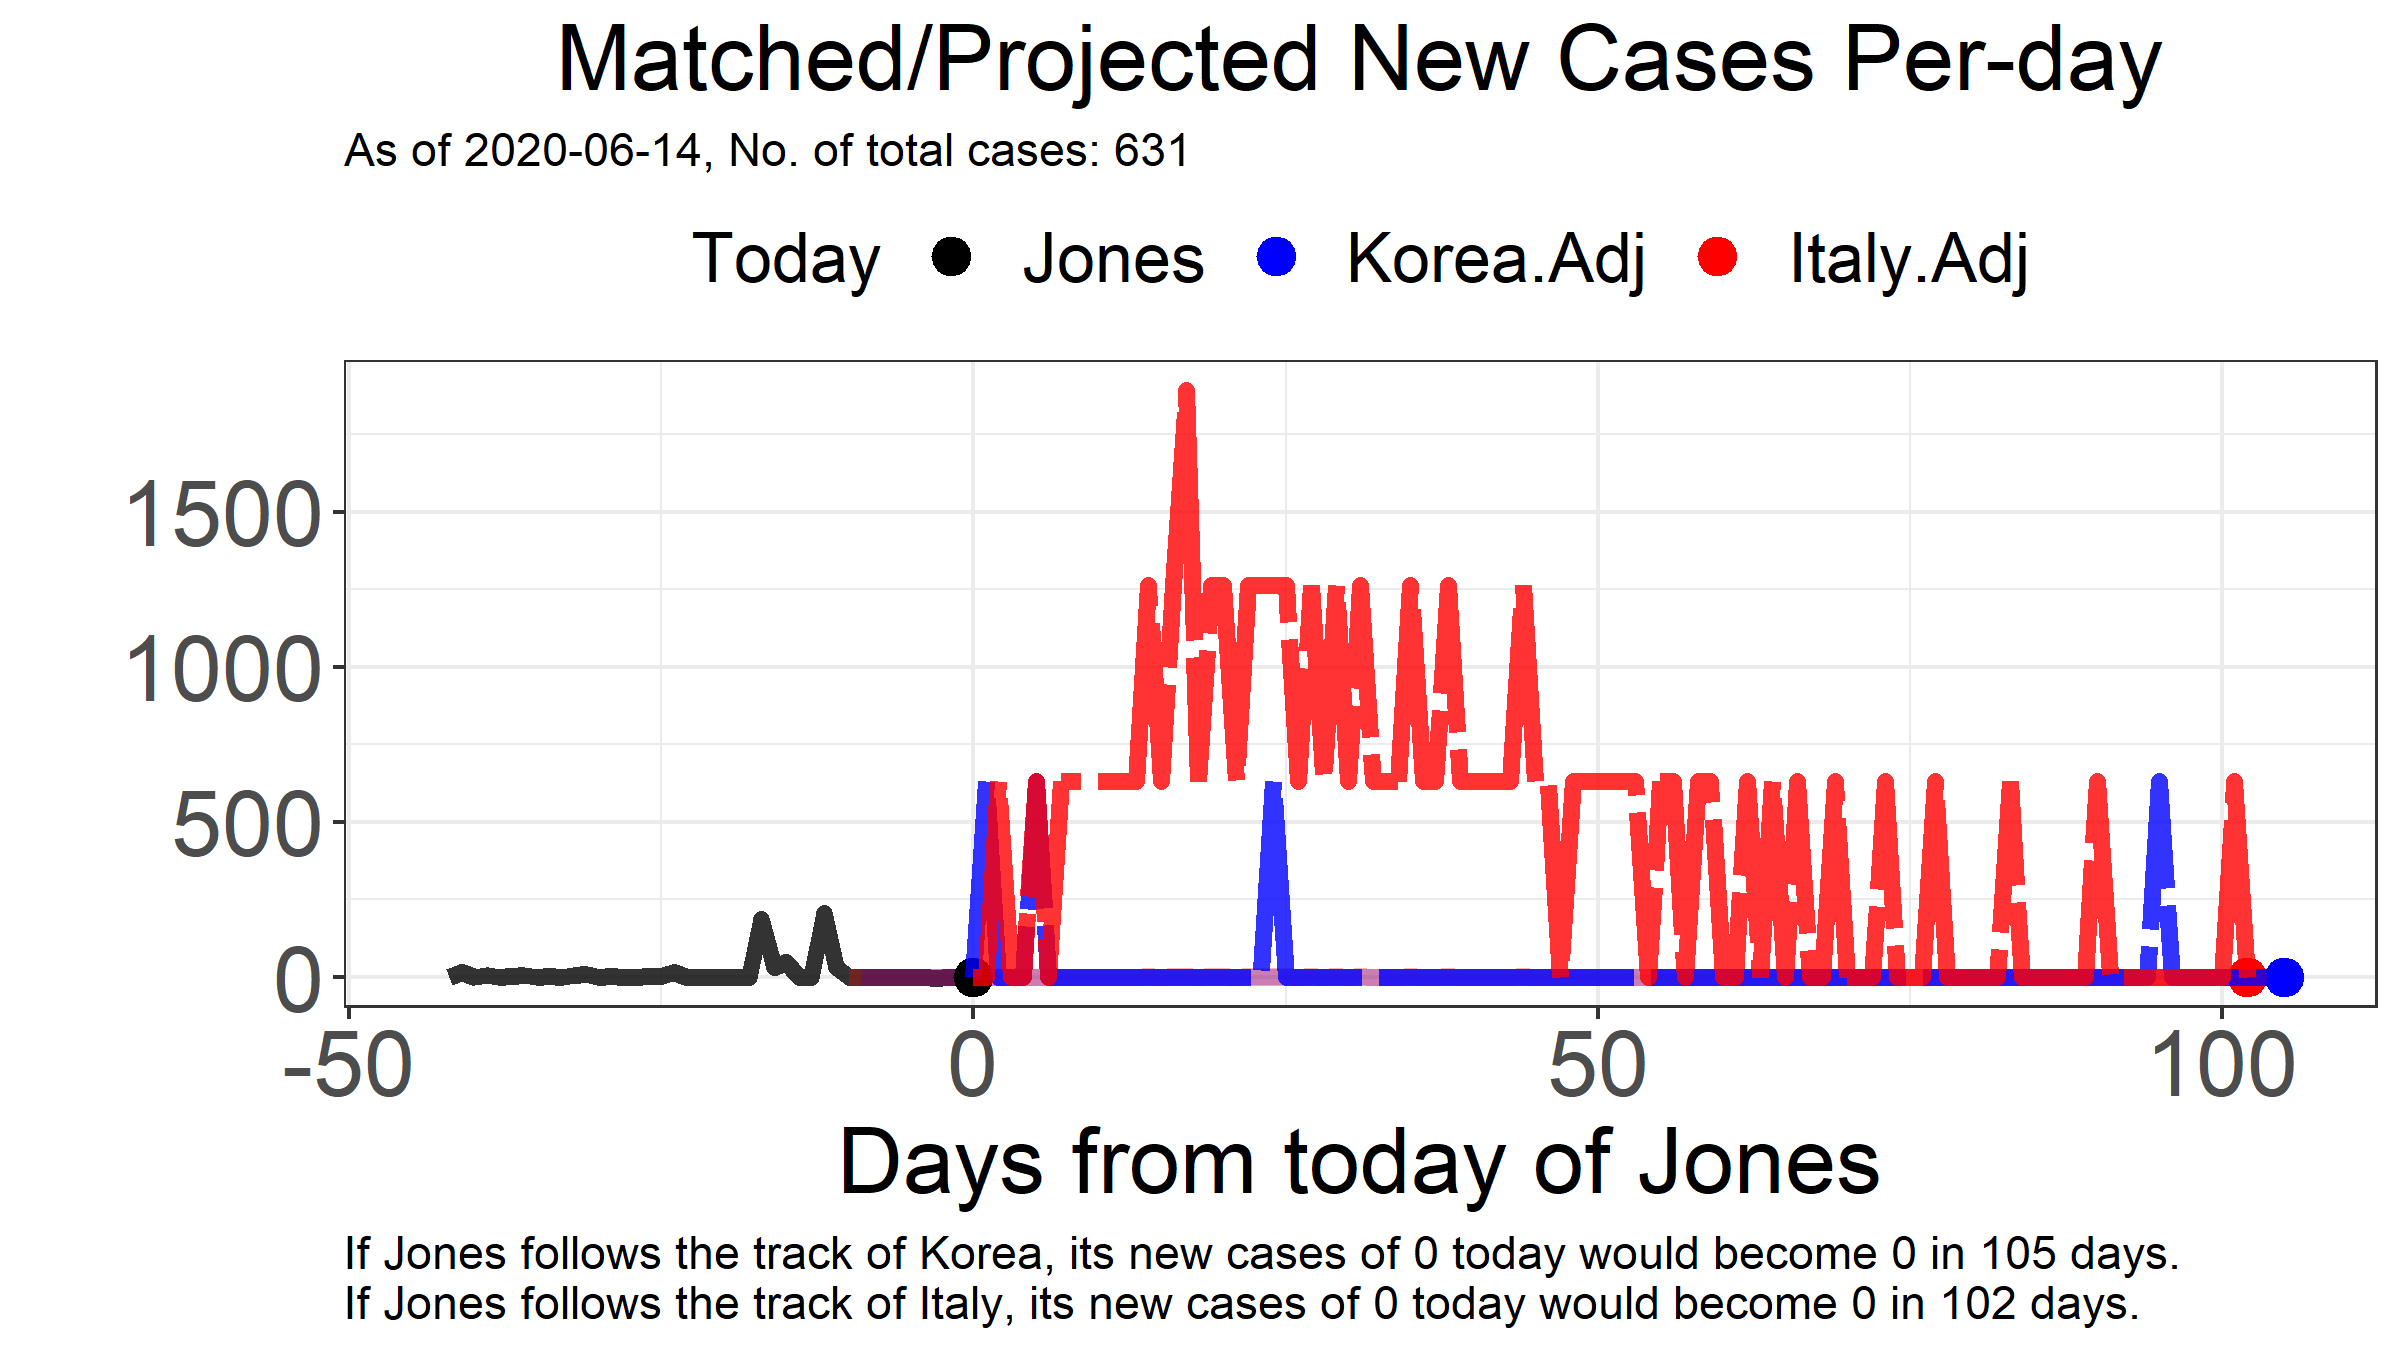 Matched/Projected New Cases Per-day
As of 2020-06-14, No. of total cases: 631
Today Jones Korea.Adj Italy.Adj
1500
1000
500
0
-50 0 50 100
Days from today of Jones
If Jones follows the track of Korea, its new cases of 0 today would become 0 in 105 days.
If Jones follows the track of Italy, its new cases of 0 today would become 0 in 102 days.